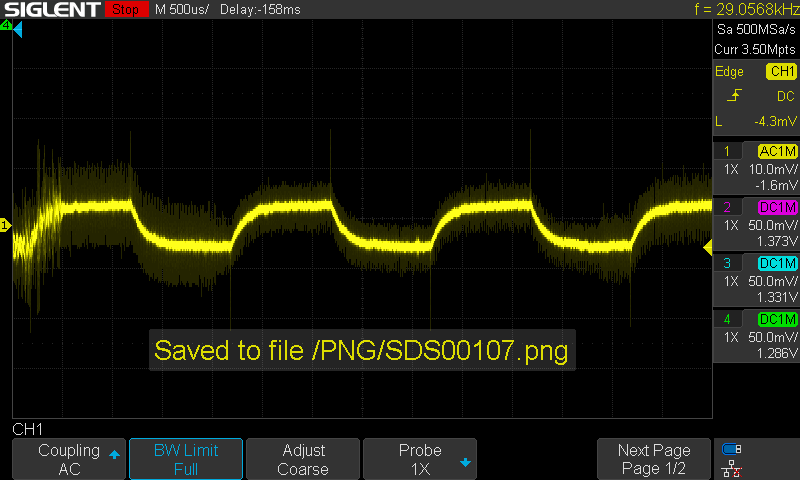 SIGLENT Stop M 500us/ Delay:-158ms f = 29.0568kHz
Sa 500MSa/s
Curr 3.50Mpts
Edge CH1
DC
L -4.3mV
1 AC1M
1X 10.0mV/
-1.6mV
2 DC1M
1X 50.0mV/
1.373V
3 DC1M
1X 50.0mV/
1.331V
4 DC1M
1X 50.0mV/
1.286V
4
1
Saved to file /PNG/SDS00107.png
CH1
Coupling BW Limit Adjust Probe Next Page
AC Full Coarse 1X Page 1/2